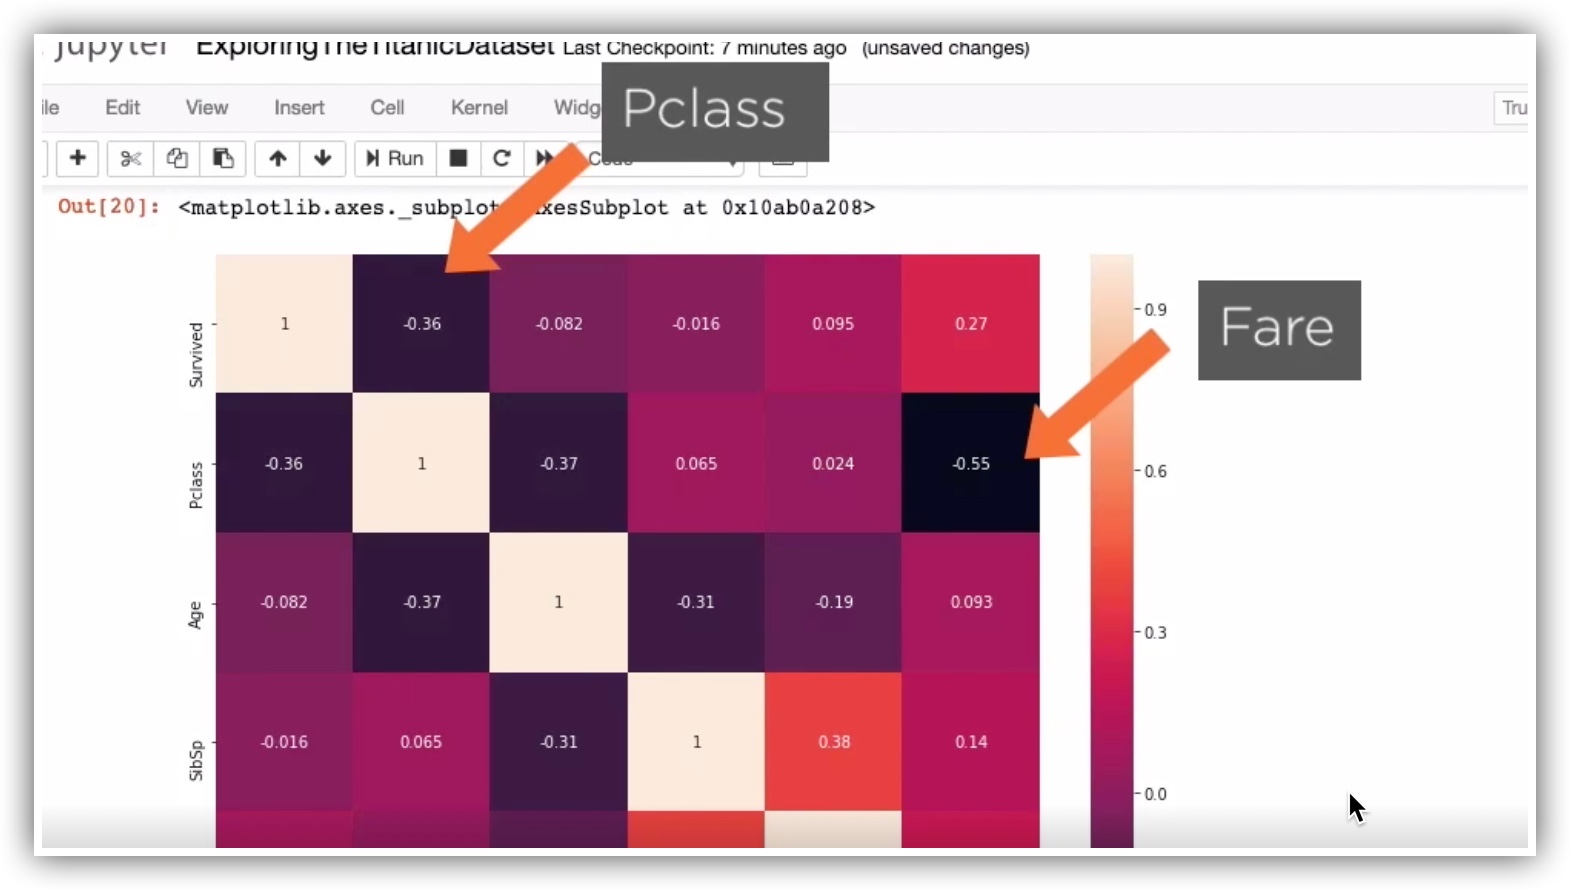 Jupyter ExploringTheTitanicDataset Last Checkpoint: 7 minutes ago (unsaved changes)
Pclass
Edit View Insert Cell Kernel
Tru
Run
Out[20]: <matplotlib.axes._subplot xesSubplot at 0x10ab0a208>
Fare
Survived 1 -0.36 -0.082 -0.016 0.095 0.27
Pclass -0.36 1 -0.37 0.065 0.024 -0.55
Age -0.082 -0.37 1 -0.31 -0.19 0.093
SibSp -0.016 0.065 -0.31 1 0.38 0.14
0.9
0.6
0.3
0.0